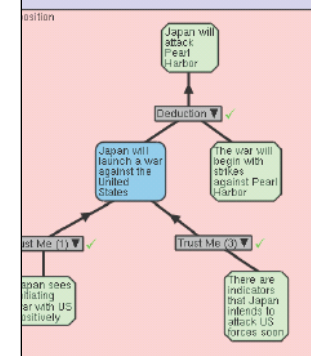 osition
Japan will
attack
Pearl
Harbor
Deduction
Japan will
launch a war
against the
United
States
The war will
begin with
strikes
against Pearl
Harbor
ust Me (1)
Trust Me (3)
apan sees
itiating
ar with US
ositively
There are
indicators
that Japan
intends to
attack US
forces soon